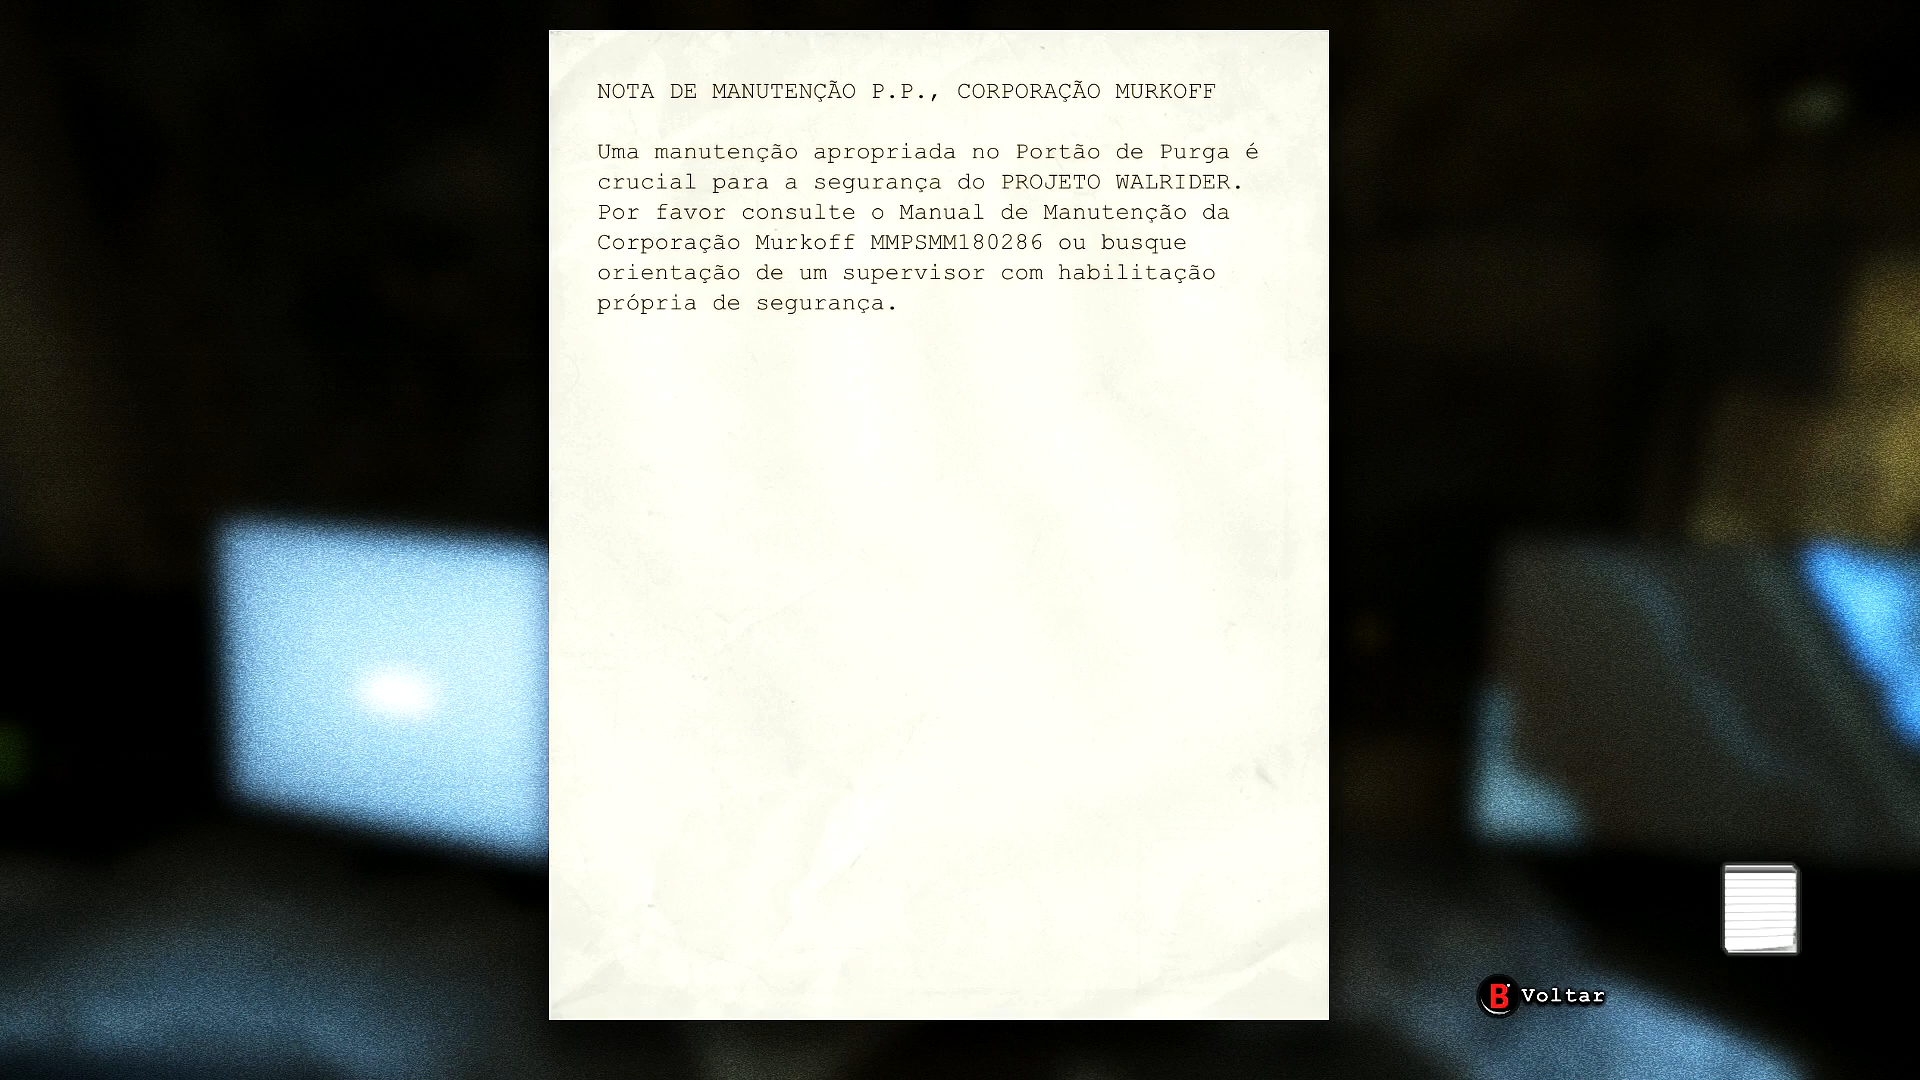 NOTA DE MANUTENÇÃO P.P., CORPORAÇÃO MURKOFF
Uma manutenção apropriada no Portão de Purga é
crucial para a segurança do PROJETO WALRIDER.
Por favor consulte o Manual de Manutenção da
Corporação Murkoff MMPSMM180286 ou busque
orientação de um supervisor com habilitação
própria de segurança.
B Voltar